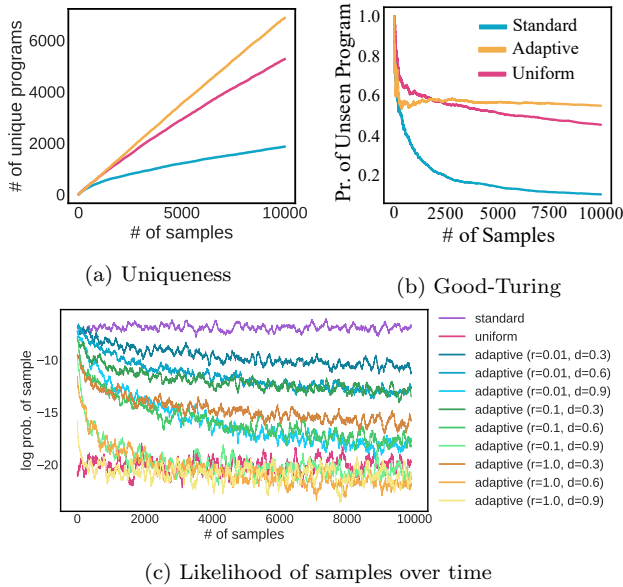 # of unique programs
6000
4000
2000
0
0
5000
10000
# of samples
(a) Uniqueness
Pr. of Unseen Program
1.0
0.8
0.6
0.4
0.2
Standard
Adaptive
Uniform
0
2500
5000
7500
10000
# of Samples
(b) Good-Turing
log prob. of sample
−10
−15
−20
0
2000
4000
6000
8000
10000
# of samples
standard
uniform
adaptive (r=0.01, d=0.3)
adaptive (r=0.01, d=0.6)
adaptive (r=0.01, d=0.9)
adaptive (r=0.1, d=0.3)
adaptive (r=0.1, d=0.6)
adaptive (r=0.1, d=0.9)
adaptive (r=1.0, d=0.3)
adaptive (r=1.0, d=0.6)
adaptive (r=1.0, d=0.9)
(c) Likelihood of samples over time